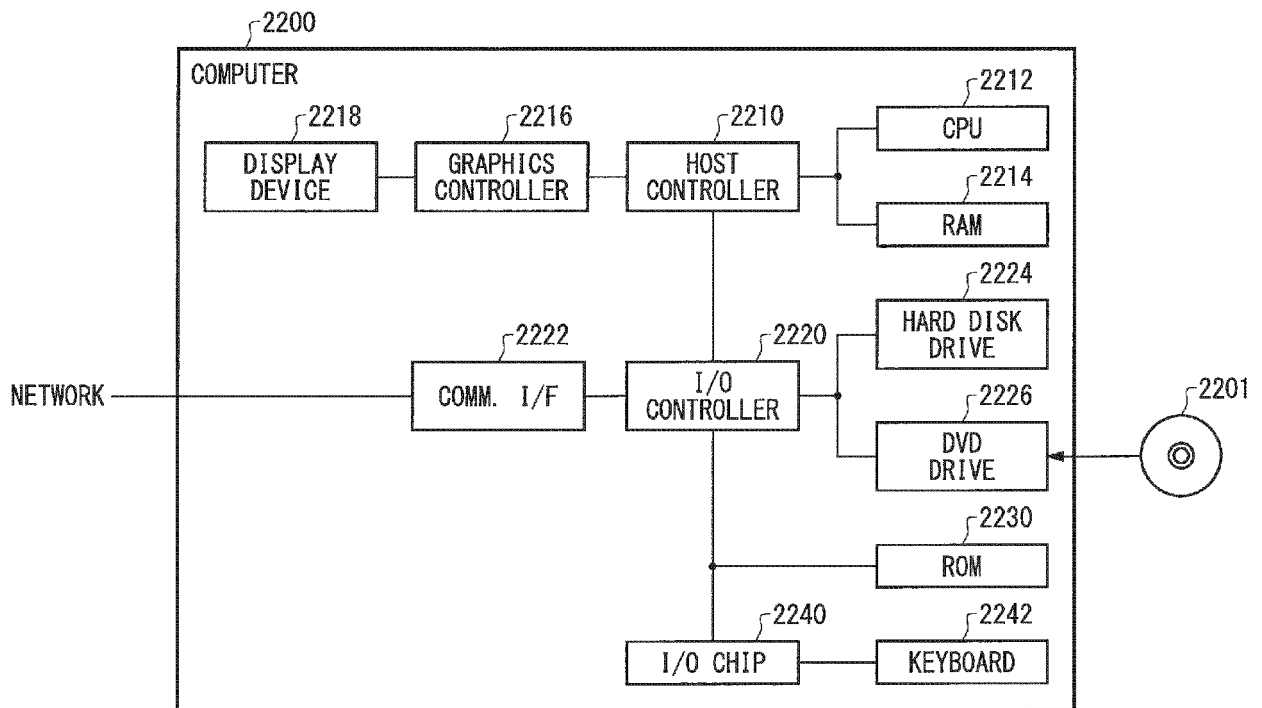 2200
COMPUTER
2218
DISPLAY
DEVICE
2216
GRAPHICS
CONTROLLER
2210
HOST
CONTROLLER
2212
CPU
2214
RAM
2224
HARD DISK
DRIVE
2222
COMM. I/F
2220
I/O
CONTROLLER
NETWORK
2226
DVD
DRIVE
2201
2230
ROM
2240
I/O CHIP
2242
KEYBOARD